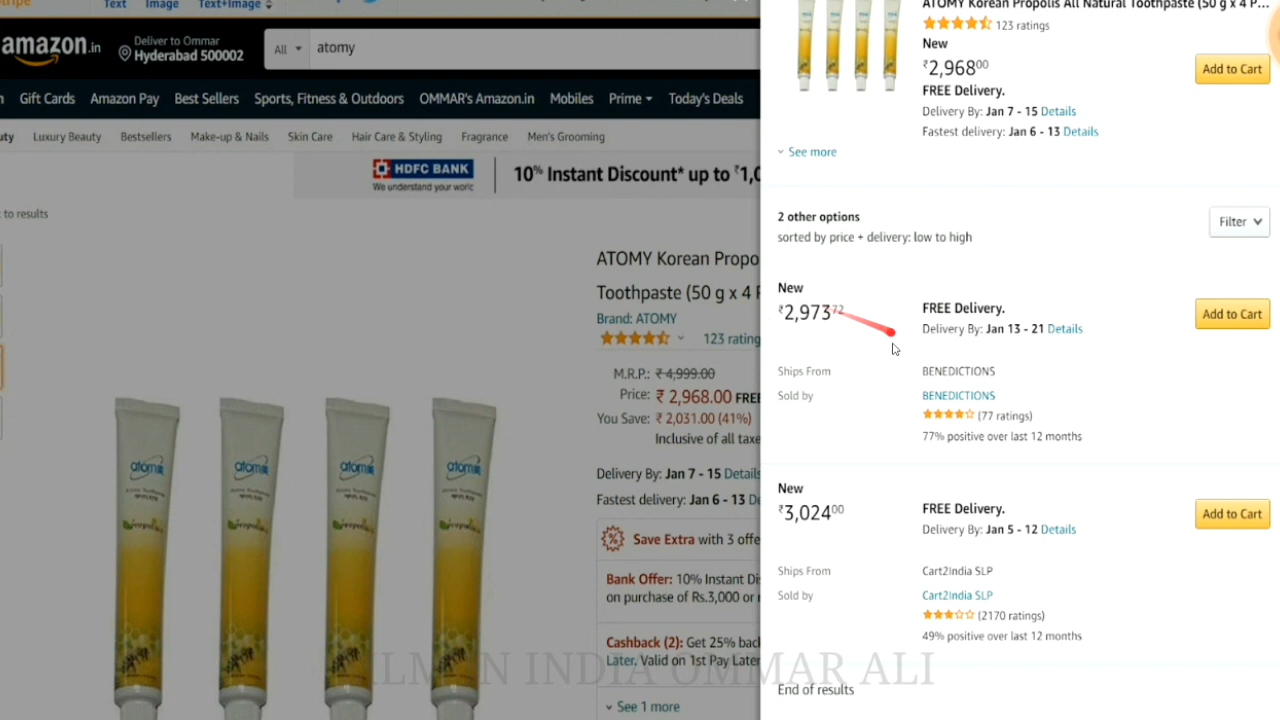 Text Image Text+Image
amazon.in
Deliver to Ommar
Hyderabad 500002
All
atomy
Gift Cards Amazon Pay Best Sellers Sports, Fitness & Outdoors OMMAR's Amazon.in Mobiles Prime Today's Deals
Luxury Beauty Bestsellers Make-up & Nails Skin Care Hair Care & Styling Fragrance Men's Grooming
HDFC BANK
We understand your world
10% Instant Discount* up to ₹1,0
to results
ATOMY Korean Propo
Toothpaste (50 g x 4 P
Brand: ATOMY
123 rating
M.R.P.: ₹ 4,999.00
Price: ₹ 2,968.00 FREE
You Save: ₹ 2,031.00 (41%)
Inclusive of all taxe
Delivery By: Jan 7 - 15 Details
Fastest delivery: Jan 6 - 13 De
Save Extra with 3 offe
Bank Offer: 10% Instant Di
on purchase of Rs.3,000 or
Cashback (2): Get 25% back
Later. Valid on 1st Pay Later
See 1 more
atomy
atomy
atomy
atomy
ATOMY Korean Propolis All Natural Toothpaste (50 g x 4 P...
123 ratings
New
₹2,96800
FREE Delivery.
Delivery By: Jan 7 - 15 Details
Fastest delivery: Jan 6 - 13 Details
Add to Cart
See more
2 other options
sorted by price + delivery: low to high
Filter
New
₹2,97372
FREE Delivery.
Delivery By: Jan 13 - 21 Details
Add to Cart
Ships From BENEDICTIONS
Sold by BENEDICTIONS
(77 ratings)
77% positive over last 12 months
New
₹3,02400
FREE Delivery.
Delivery By: Jan 5 - 12 Details
Add to Cart
Ships From Cart2India SLP
Sold by Cart2India SLP
(2170 ratings)
49% positive over last 12 months
End of results
INDIA OMMAR ALI